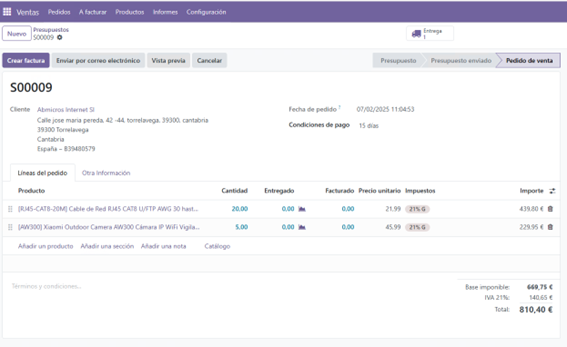 Ventas Pedidos A facturar Productos Informes Configuración
Nuevo Presupuestos
S00009
Entrega
1
Crear factura Enviar por correo electrónico Vista previa Cancelar Presupuesto Presupuesto enviado Pedido de venta
S00009
Cliente Abmicros Internet Sl
Calle jose maria pereda, 42 -44, torrelavega, 39300, cantabria
39300 Torrelavega
Cantabria
España – B39480579
Fecha de pedido ? 07/02/2025 11:04:53
Condiciones de pago 15 días
Líneas del pedido Otra Información
Producto Cantidad Entregado Facturado Precio unitario Impuestos Importe
[RJ45-CAT8-20M] Cable de Red RJ45 CAT8 U/FTP AWG 30 hast... 20,00 0,00 0,00 21,99 21% G 439,80 €
[AW300] Xiaomi Outdoor Camera AW300 Cámara IP WiFi Vigila... 5,00 0,00 0,00 45,99 21% G 229,95 €
Añadir un producto Añadir una sección Añadir una nota Catálogo
Términos y condiciones...
Base imponible: 669,75 €
IVA 21%: 140,65 €
Total: 810,40 €